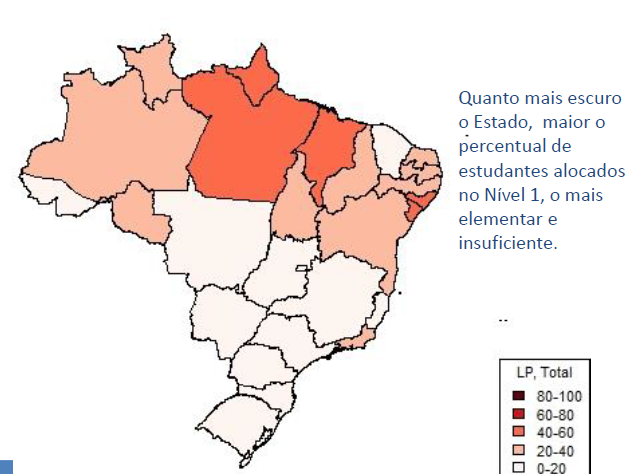 Quanto mais escuro
o Estado, maior o
percentual de
estudantes alocados
no Nível 1, o mais
elementar e
insuficiente.
..
LP, Total
80-100
60-80
40-60
20-40
0-20